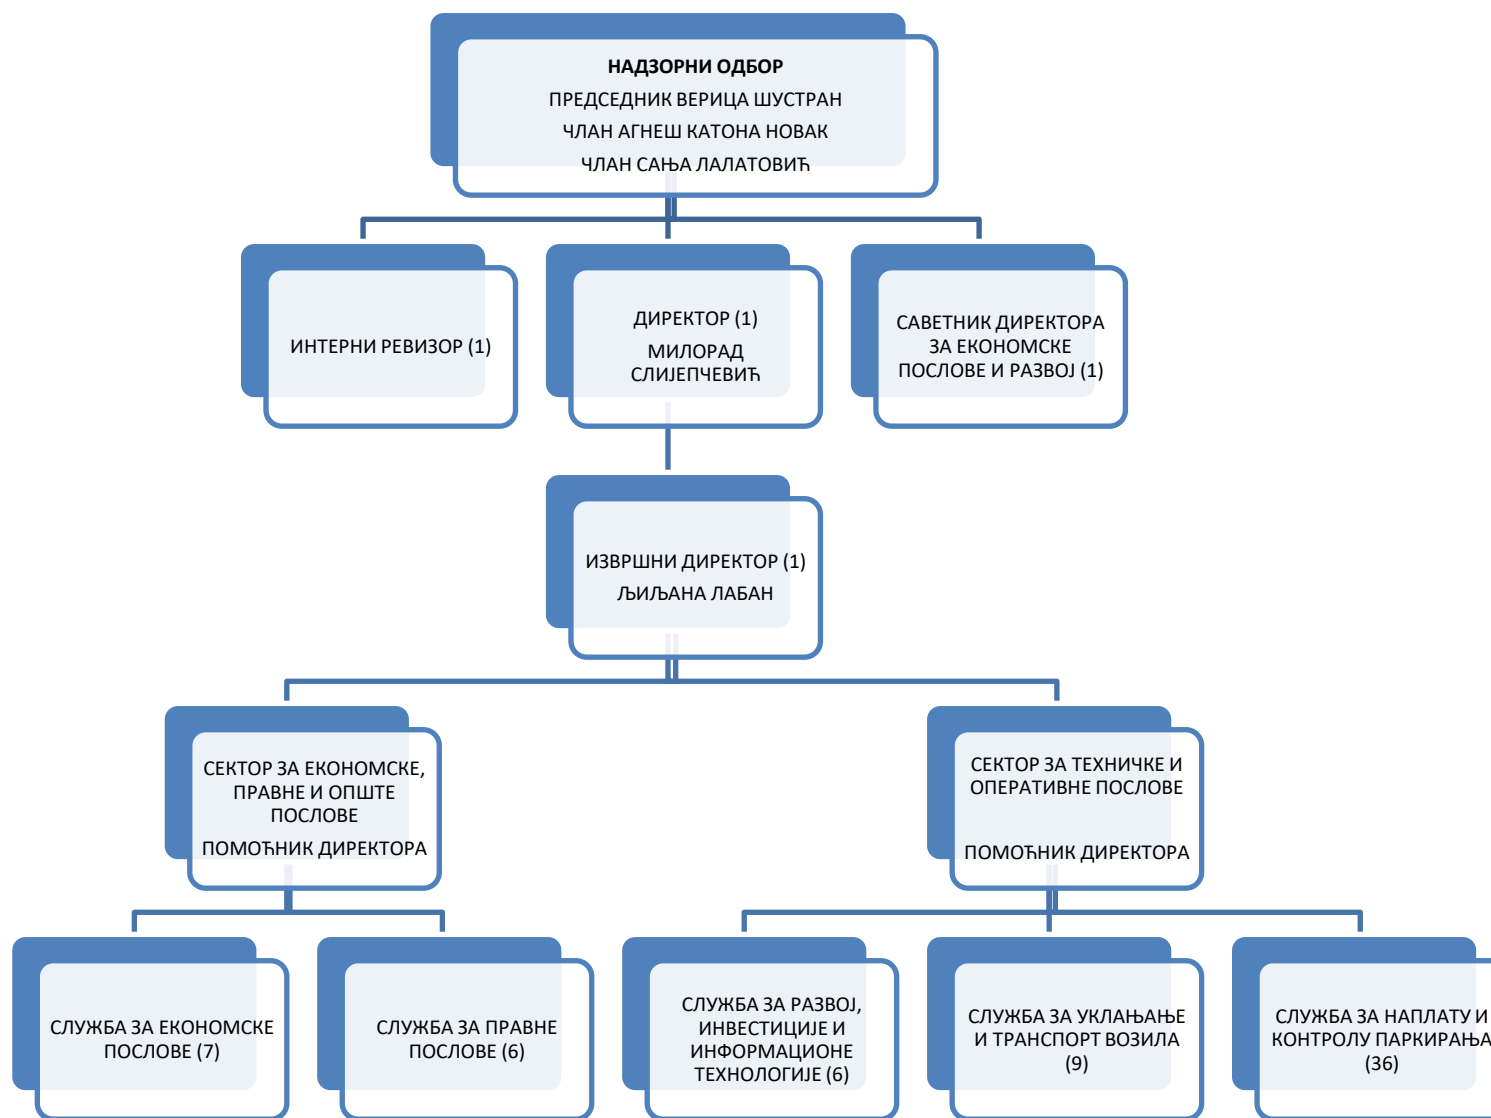 НАДЗОРНИ ОДБОР
ПРЕДСЕДНИК ВЕРИЦА ШУСТРАН
ЧЛАН АГНЕШ КАТОНА НОВАК
ЧЛАН САЊА ЛАЛАТОВИЋ
ИНТЕРНИ РЕВИЗОР (1)
ДИРЕКТОР (1)
МИЛОРАД
СЛИЈЕПЧЕВИЋ
САВЕТНИК ДИРЕКТОРА
ЗА ЕКОНОМСКЕ
ПОСЛОВЕ И РАЗВОЈ (1)
ИЗВРШНИ ДИРЕКТОР (1)
ЉИЉАНА ЛАБАН
СЕКТОР ЗА ЕКОНОМСКЕ,
ПРАВНЕ И ОПШТЕ
ПОСЛОВЕ
ПОМОЋНИК ДИРЕКТОРА
СЕКТОР ЗА ТЕХНИЧКЕ И
ОПЕРАТИВНЕ ПОСЛОВЕ
ПОМОЋНИК ДИРЕКТОРА
СЛУЖБА ЗА ЕКОНОМСКЕ
ПОСЛОВЕ (7)
СЛУЖБА ЗА ПРАВНЕ
ПОСЛОВЕ (6)
СЛУЖБА ЗА РАЗВОЈ,
ИНВЕСТИЦИЈЕ И
ИНФОРМАЦИОНЕ
ТЕХНОЛОГИЈЕ (6)
СЛУЖБА ЗА УКЛАЊАЊЕ
И ТРАНСПОРТ ВОЗИЛА
(9)
СЛУЖБА ЗА НАПЛАТУ И
КОНТРОЛУ ПАРКИРАЊА
(36)